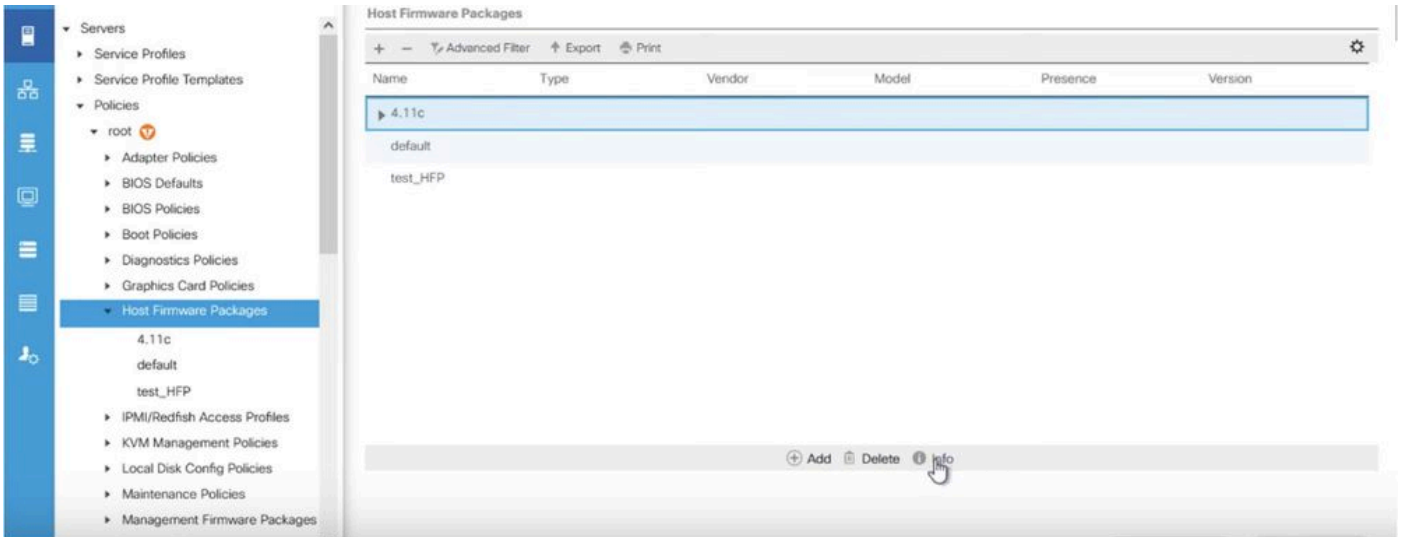 Servers
Service Profiles
Service Profile Templates
Policies
root
Adapter Policies
BIOS Defaults
BIOS Policies
Boot Policies
Diagnostics Policies
Graphics Card Policies
Host Firmware Packages
4.11c
default
test_HFP
IPMI/Redfish Access Profiles
KVM Management Policies
Local Disk Config Policies
Maintenance Policies
Management Firmware Packages
Host Firmware Packages
+ − Advanced Filter Export Print
Name Type Vendor Model Presence Version
4.11c
default
test_HFP
Add Delete Info